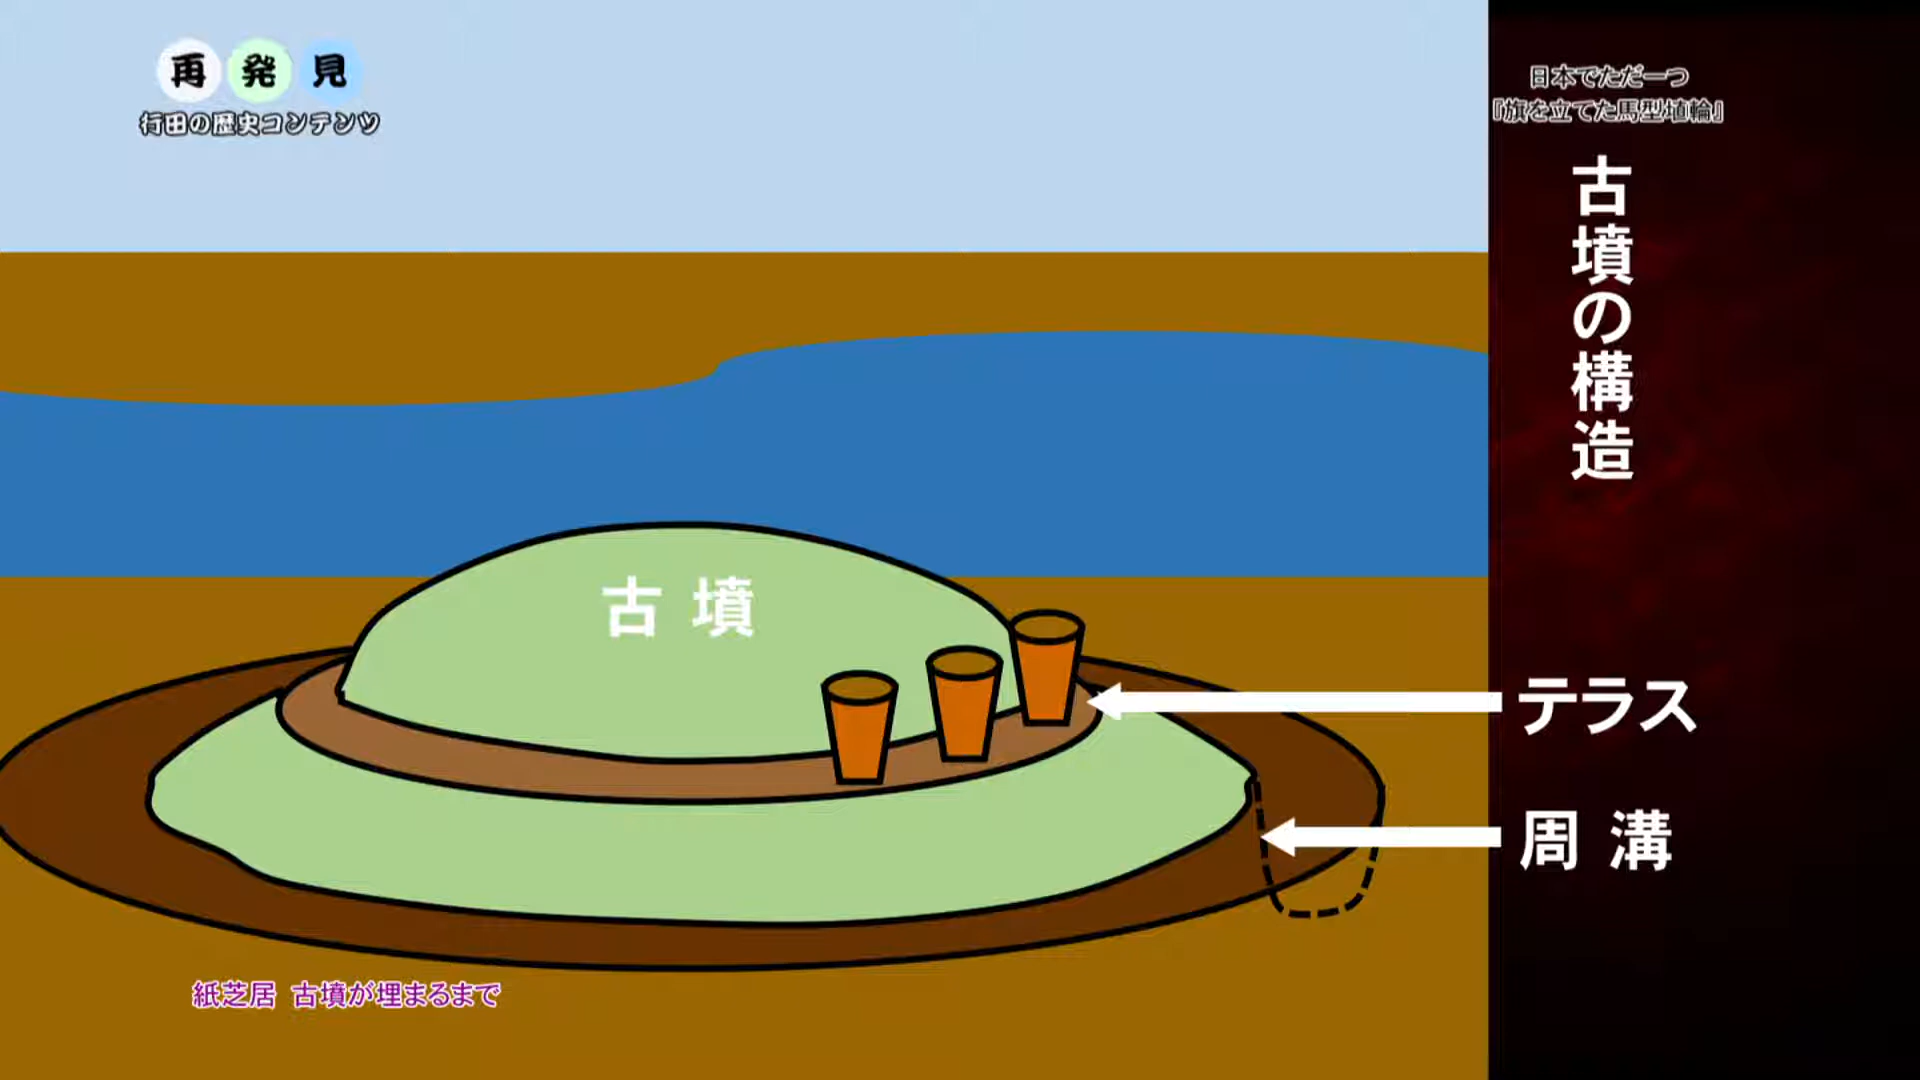 再発見
行田の歴史コンテンツ
日本でただ一つ
『旗を立てた馬型埴輪』
古墳の構造
古墳
テラス
周溝
紙芝居 古墳が埋まるまで